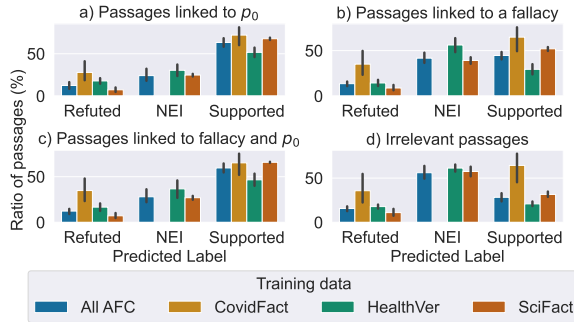 a) Passages linked to p0
b) Passages linked to a fallacy
50
0
Refuted NEI Supported
50
0
Refuted NEI Supported
c) Passages linked to fallacy and p0
d) Irrelevant passages
50
0
Refuted NEI Supported
Predicted Label
50
0
Refuted NEI Supported
Predicted Label
Ratio of passages (%)
Training data
All AFC CovidFact HealthVer SciFact